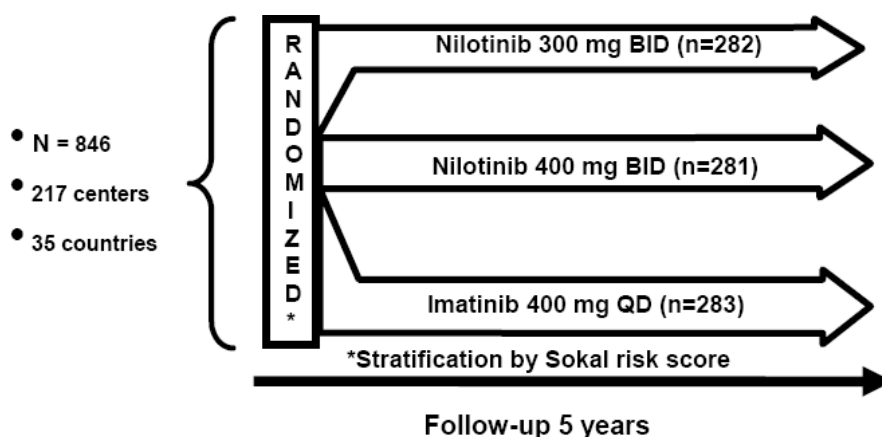 • N = 846
• 217 centers
• 35 countries
RANDOMIZED*
Nilotinib 300 mg BID (n=282)
Nilotinib 400 mg BID (n=281)
Imatinib 400 mg QD (n=283)
*Stratification by Sokal risk score
Follow-up 5 years